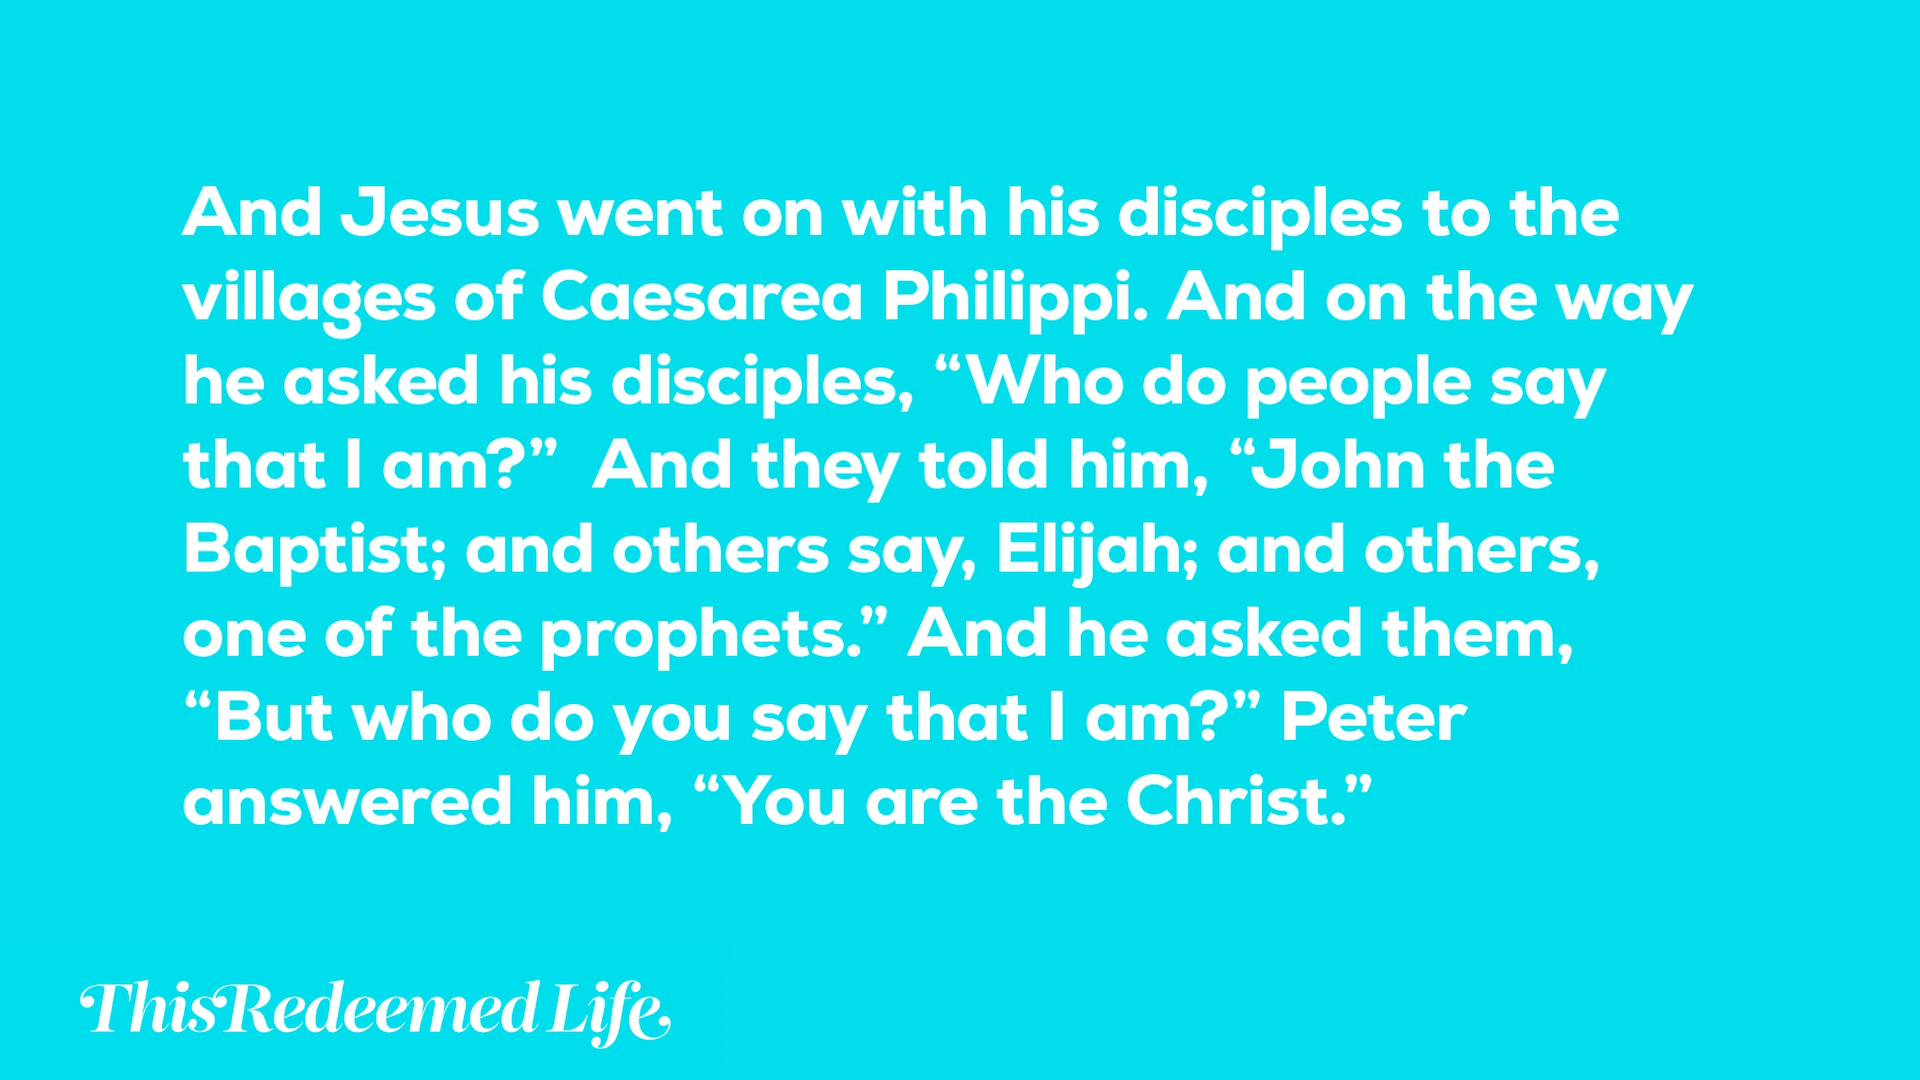 And Jesus went on with his disciples to the
villages of Caesarea Philippi. And on the way
he asked his disciples, “Who do people say
that I am?”  And they told him, “John the
Baptist; and others say, Elijah; and others,
one of the prophets.” And he asked them,
“But who do you say that I am?” Peter
answered him, “You are the Christ.”
This Redeemed Life.